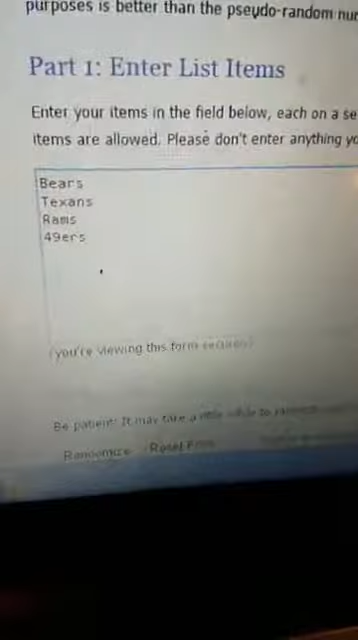 purposes is better than the pseudo-random nu
Part 1: Enter List Items
Enter your items in the field below, each on a se
items are allowed. Please don't enter anything yo
Bears
Texans
Rams
49ers
(you're viewing this form securely)
Be patient! It may take a little while to
Randomize Reset Form